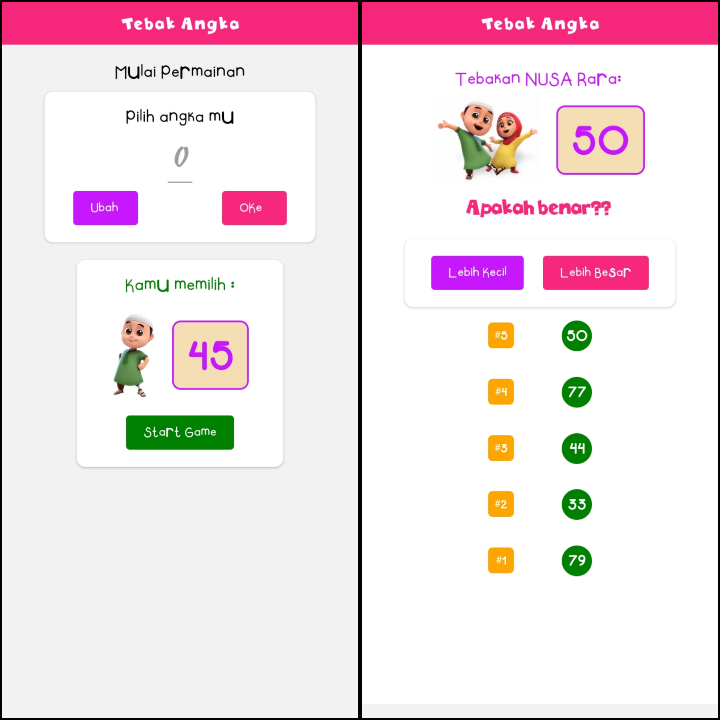 Tebak Angka
Mulai Permainan
Pilih angka mu
0
Ubah
OKe
Kamu memilih :
45
Start Game
Tebak Angka
Tebakan NUSA Rara:
50
Apakah benar??
Lebih Kecil
Lebih Besar
#5 50
#4 77
#3 44
#2 33
#1 79